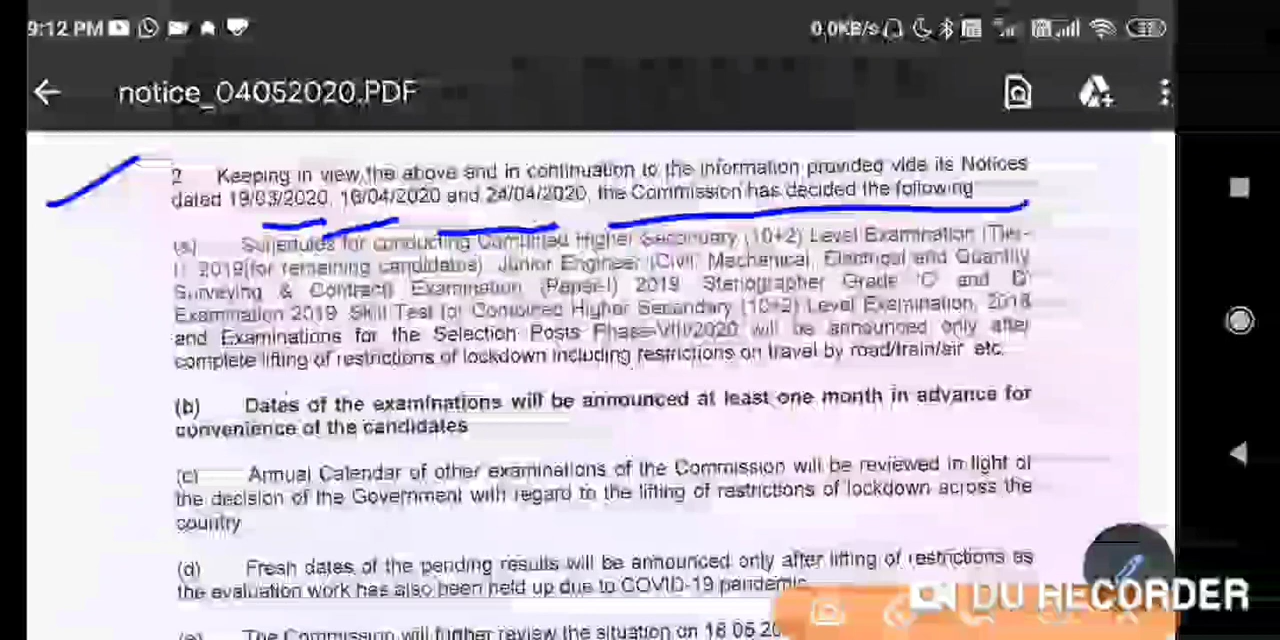 9:12 PM
0.0KB/s
notice_04052020.PDF
2 Keeping in view the above and in continuation to the information provided vide its Notices
dated 19/03/2020, 16/04/2020 and 24/04/2020, the Commission has decided the following
(a) Schedules for conducting Combined Higher Secondary (10+2) Level Examination (Tier-
I) 2019(for remaining candidates) Junior Engineer (Civil, Mechanical, Electrical and Quantity
Surveying & Contract) Examination (Paper-I) 2019 Stenographer Grade 'C' and D
Examination 2019 Skill Test for Combined Higher Secondary (10+2) Level Examination, 2018
and Examinations for the Selection Posts Phase-VIII/2020 will be announced only after
complete lifting of restrictions of lockdown including restrictions on travel by road/train/air etc.
(b) Dates of the examinations will be announced at least one month in advance for
convenience of the candidates
(c) Annual Calendar of other examinations of the Commission will be reviewed in light of
the decision of the Government with regard to the lifting of restrictions of lockdown across the
country
(d) Fresh dates of the pending results will be announced only after lifting of restrictions as
the evaluation work has also been held up due to COVID-19 pandemic
(e) The Commission will further review the situation on 18 05 20
DU RECORDER